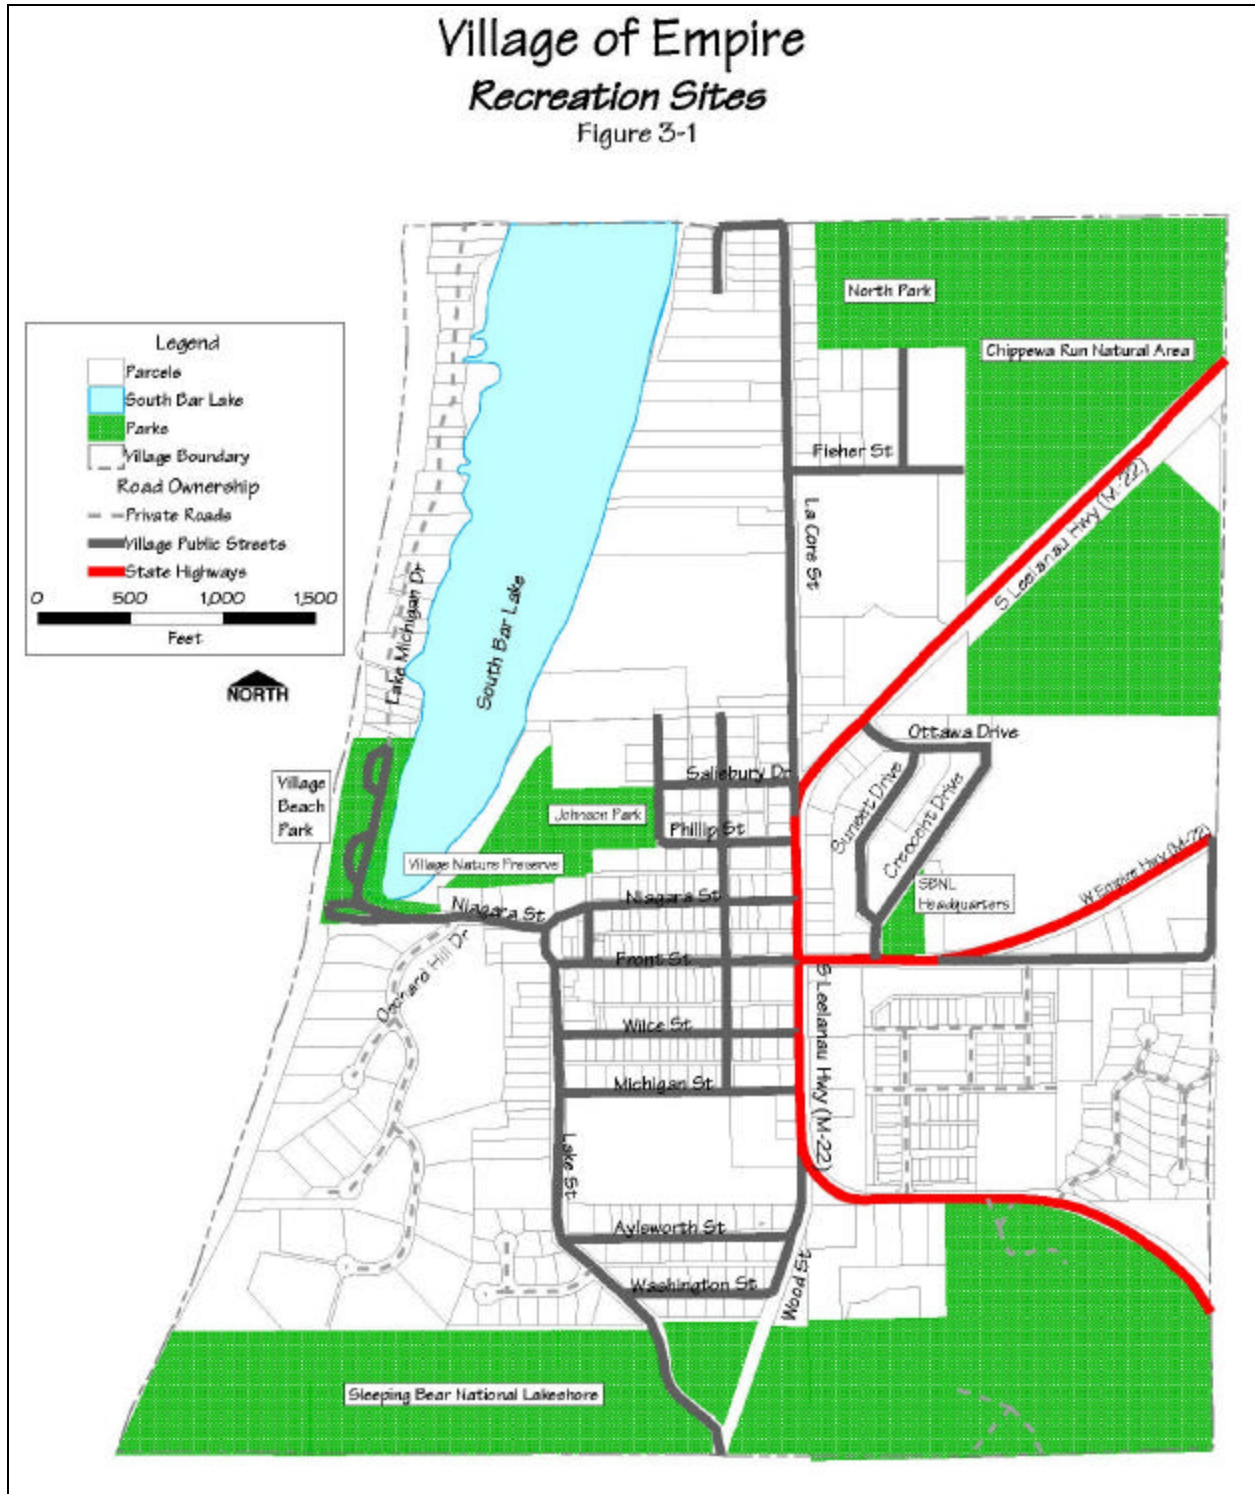 Village of Empire
Recreation Sites
Figure 3-1
North Park
Chippewa Run Natural Area
Legend
Parcels
South Bar Lake
Parks
Village Boundary
Road Ownership
Private Roads
Village Public Streets
State Highways
0 500 1,000 1,500
Feet
NORTH
Fisher St
La Core St
S Leelanau Hwy (M-22)
Lake Michigan Dr
South Bar Lake
Ottawa Drive
Salisbury Dr
Sunset Drive
Crescent Drive
Village
Beach
Park
Johnson Park
Phillip St
Village Nature Preserve
W Empire Hwy (M-72)
SBNL
Headquarters
Niagara St
Niagara St
Orchard Hill Dr
Front St
Wilce St
S Leelanau Hwy (M-22)
Michigan St
Lake St
Aylsworth St
Washington St
Wood St
Sleeping Bear National Lakeshore